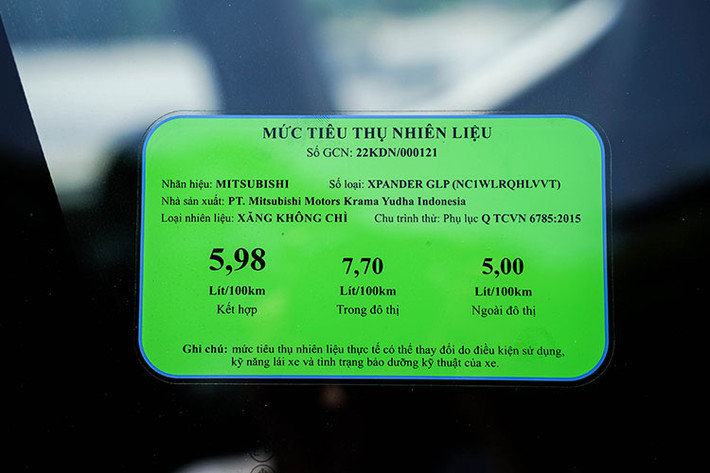 MỨC TIÊU THỤ NHIÊN LIỆU
Số GCN: 22KDN/000121
Nhãn hiệu: MITSUBISHI Số loại: XPANDER GLP (NC1WLRQHLVVT)
Nhà sản xuất: PT. Mitsubishi Motors Krama Yudha Indonesia
Loại nhiên liệu: XĂNG KHÔNG CHÌ Chu trình thử: Phụ lục Q TCVN 6785:2015
5,98 7,70 5,00
Lít/100km Lít/100km Lít/100km
Kết hợp Trong đô thị Ngoài đô thị
Ghi chú: mức tiêu thụ nhiên liệu thực tế có thể thay đổi do điều kiện sử dụng,
kỹ năng lái xe và tình trạng bảo dưỡng kỹ thuật của xe.